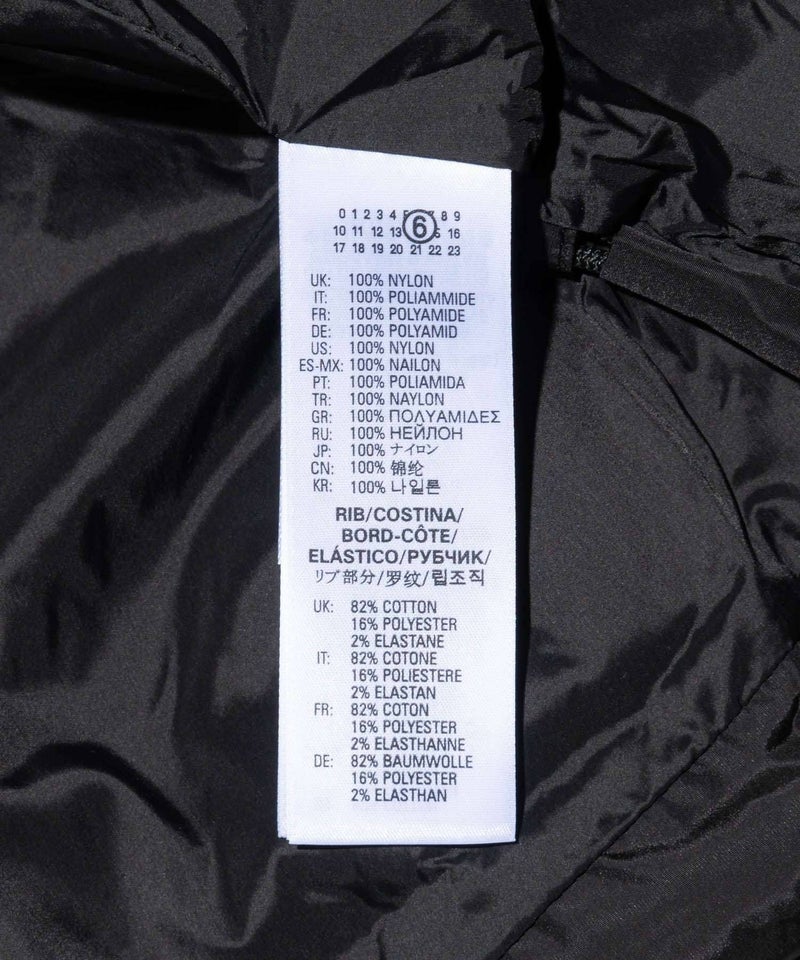 0 1 2 3 4 6 8 9
10 11 12 13 16
17 18 19 20 21 22 23
UK: 100% NYLON
IT: 100% POLIAMMIDE
FR: 100% POLYAMIDE
DE: 100% POLYAMID
US: 100% NYLON
ES-MX: 100% NAILON
PT: 100% POLIAMIDA
TR: 100% NAYLON
GR: 100% ΠΟΛΥΑΜΙΔΕΣ
RU: 100% НЕЙЛОН
JP: 100% ナイロン
CN: 100% 锦纶
KR: 100% 나일론
RIB/COSTINA/
BORD-CÔTE/
ELÁSTICO/РУБЧИК/
リブ部分/罗纹/립조직
UK: 82% COTTON
16% POLYESTER
2% ELASTANE
IT: 82% COTONE
16% POLIESTERE
2% ELASTAN
FR: 82% COTON
16% POLYESTER
2% ELASTHANNE
DE: 82% BAUMWOLLE
16% POLYESTER
2% ELASTHAN